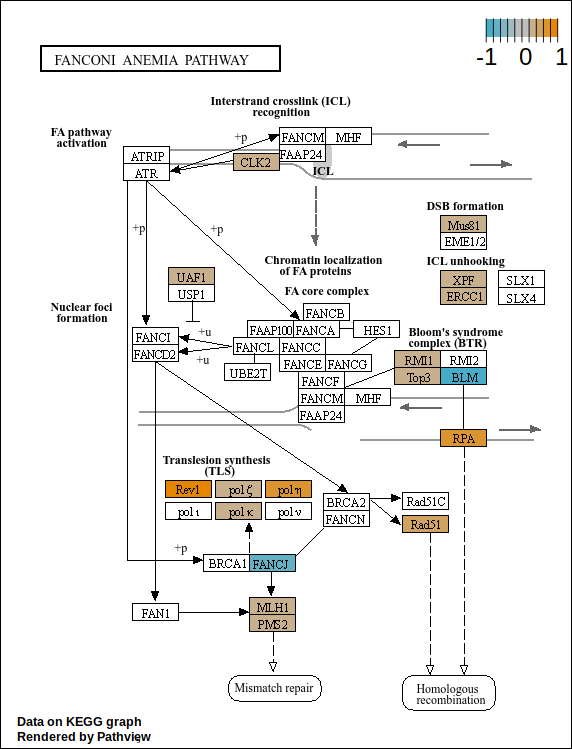 -1 0 1
FANCONI ANEMIA PATHWAY
Interstrand crosslink (ICL)
recognition
FA pathway
activation
+p
FANCM MHF
FAAP24
ICL
ATRIP
ATR
CLK2
DSB formation
Mus81
EME1/2
+p
+p
Chromatin localization
of FA proteins
FA core complex
ICL unhooking
XPF SLX1
ERCC1 SLX4
UAF1
USP1
Nuclear foci
formation
FANCB
FAAP100 FANCA HES1
FANCL FANCC
FANCE FANCG
UBE2T
FANCF
FANCM MHF
FAAP24
+u
+u
FANCI
FANCD2
Bloom's syndrome
complex (BTR)
RMI1 RMI2
Top3 BLM
RPA
Translesion synthesis
(TLS)
Rev1 pol ζ pol η
pol ι pol κ pol ν
BRCA2
FANCN
Rad51C
Rad51
+p
BRCA1 FANCJ
FAN1
MLH1
PMS2
Mismatch repair
Homologous
recombination
Data on KEGG graph
Rendered by Pathview